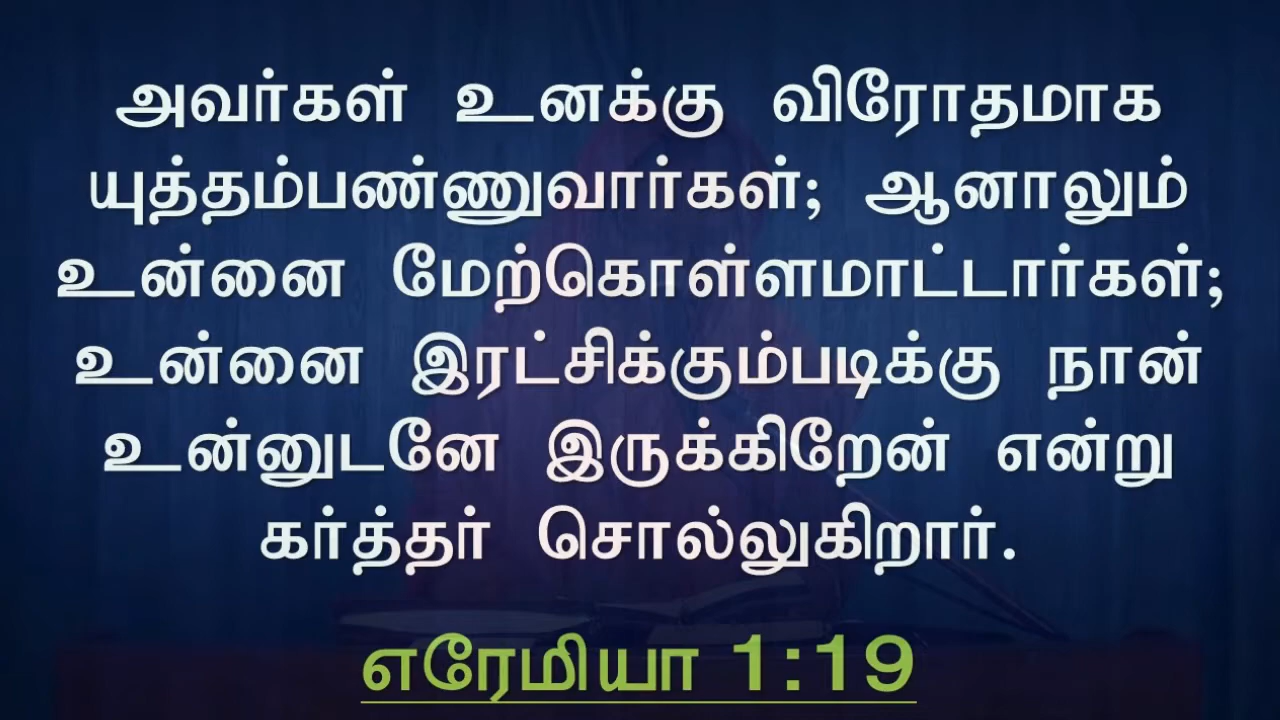 அவர்கள் உனக்கு விரோதமாக
யுத்தம்பண்ணுவார்கள்; ஆனாலும்
உன்னை மேற்கொள்ளமாட்டார்கள்;
உன்னை இரட்சிக்கும்படிக்கு நான்
உன்னுடனே இருக்கிறேன் என்று
கர்த்தர் சொல்லுகிறார்.
எரேமியா 1:19